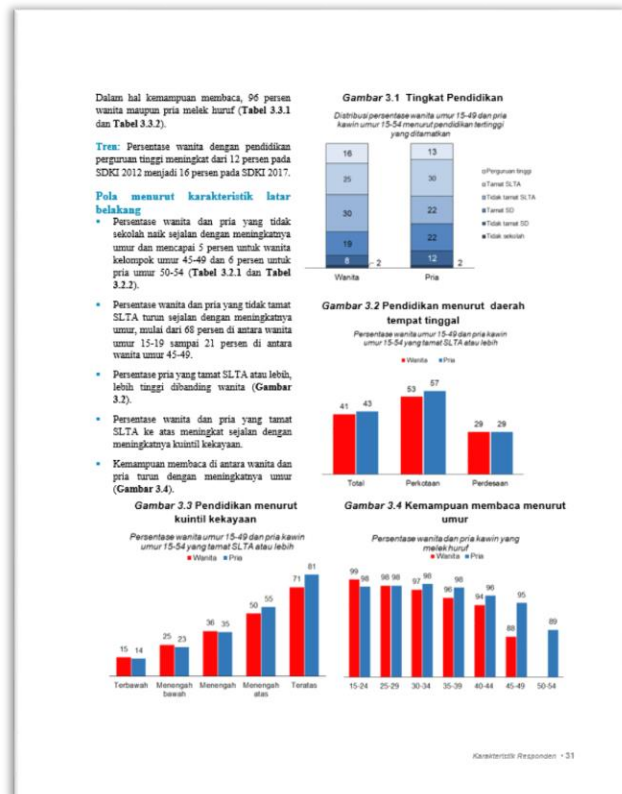 Dalam hal kemampuan membaca, 96 persen
wanita maupun pria melek huruf (Tabel 3.3.1
dan Tabel 3.3.2).
Tren: Persentase wanita dengan pendidikan
perguruan tinggi meningkat dari 12 persen pada
SDKI 2012 menjadi 16 persen pada SDKI 2017.
Pola menurut karakteristik latar
belakang
• Persentase wanita dan pria yang tidak
sekolah naik sejalan dengan meningkatnya
umur dan mencapai 5 persen untuk wanita
kelompok umur 45-49 dan 6 persen untuk
pria umur 50-54 (Tabel 3.2.1 dan Tabel
3.2.2).
• Persentase wanita dan pria yang tidak tamat
SLTA turun sejalan dengan meningkatnya
umur, mulai dari 68 persen di antara wanita
umur 15-19 sampai 21 persen di antara
wanita umur 45-49.
• Persentase pria yang tamat SLTA atau lebih,
lebih tinggi dibanding wanita (Gambar
3.2).
• Persentase wanita dan pria yang tamat
SLTA ke atas meningkat sejalan dengan
meningkatnya kuintil kekayaan.
• Kemampuan membaca di antara wanita dan
pria turun dengan meningkatnya umur
(Gambar 3.4).
Gambar 3.1 Tingkat Pendidikan
Distribusi persentase wanita umur 15-49 dan pria
kawin umur 15-54 menurut pendidikan tertinggi
yang ditamatkan
16 13
25 30
30 22
19 22
8 2 12 2
Wanita Pria
Perguruan tinggi
Tamat SLTA
Tidak tamat SLTA
Tamat SD
Tidak tamat SD
Tidak sekolah
Gambar 3.2 Pendidikan menurut daerah
tempat tinggal
Persentase wanita umur 15-49 dan pria kawin
umur 15-54 yang tamat SLTA atau lebih
Wanita Pria
41 43 53 57 29 29
Total Perkotaan Perdesaan
Gambar 3.3 Pendidikan menurut
kuintil kekayaan
Persentase wanita umur 15-49 dan pria kawin
umur 15-54 yang tamat SLTA atau lebih
Wanita Pria
15 14 25 23 36 35 50 55 71 81
Terbawah Menengah bawah Menengah Menengah atas Teratas
Gambar 3.4 Kemampuan membaca menurut
umur
Persentase wanita dan pria kawin yang
melek huruf
Wanita Pria
99 98 98 98 97 98 96 98 94 96 88 95 89
15-24 25-29 30-34 35-39 40-44 45-49 50-54
Karakteristik Responden • 31